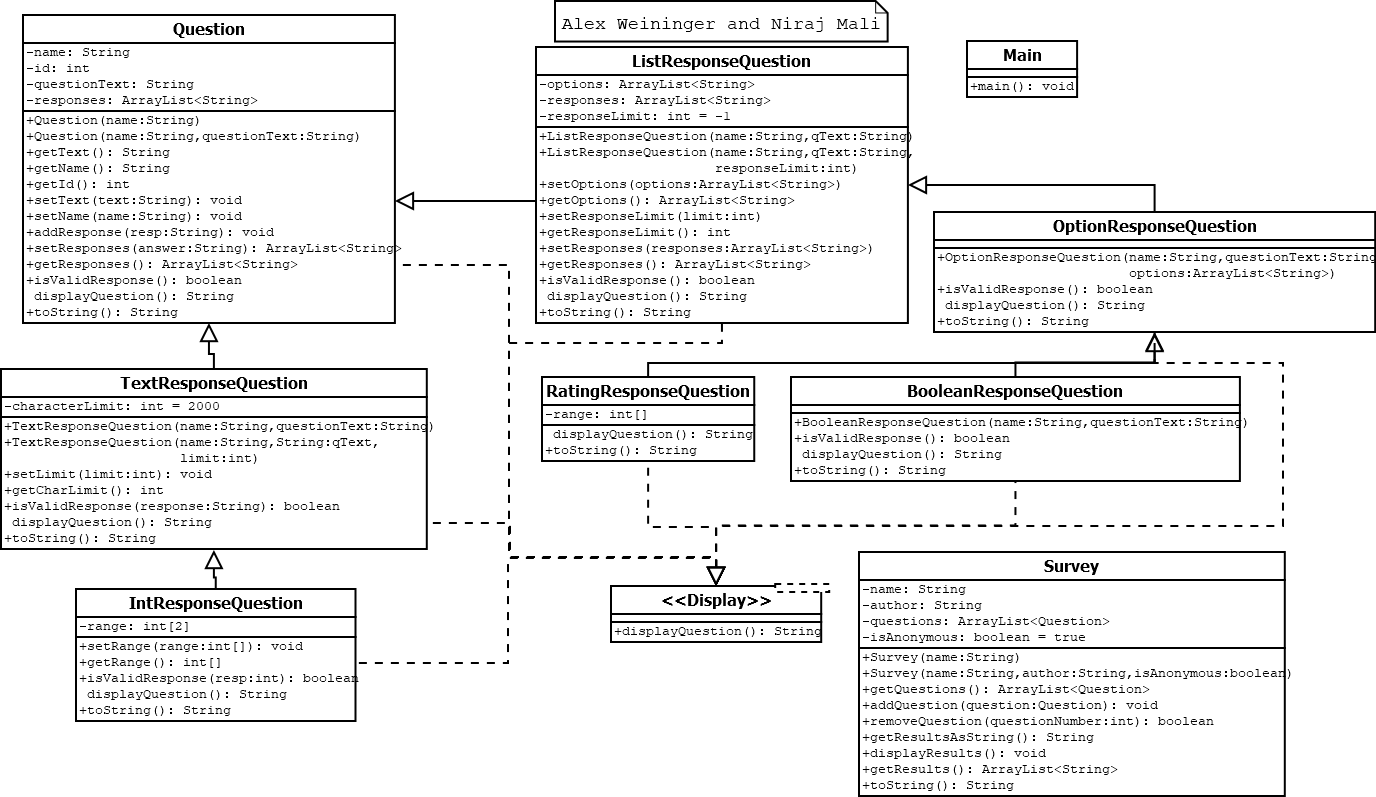 Alex Weininger and Niraj Mali
Question
-name: String
-id: int
-questionText: String
-responses: ArrayList<String>
+Question(name:String)
+Question(name:String,questionText:String)
+getText(): String
+getName(): String
+getId(): int
+setText(text:String): void
+setName(name:String): void
+addResponse(resp:String): void
+setResponses(answer:String): ArrayList<String>
+getResponses(): ArrayList<String>
+isValidResponse(): boolean
displayQuestion(): String
+toString(): String
ListResponseQuestion
-options: ArrayList<String>
-responses: ArrayList<String>
-responseLimit: int = -1
+ListResponseQuestion(name:String,qText:String)
+ListResponseQuestion(name:String,qText:String,
responseLimit:int)
+setOptions(options:ArrayList<String>)
+getOptions(): ArrayList<String>
+setResponseLimit(limit:int)
+getResponseLimit(): int
+setResponses(responses:ArrayList<String>)
+getResponses(): ArrayList<String>
+isValidResponse(): boolean
displayQuestion(): String
+toString(): String
Main
+main(): void
OptionResponseQuestion
+OptionResponseQuestion(name:String,questionText:String
options:ArrayList<String>)
+isValidResponse(): boolean
displayQuestion(): String
+toString(): String
TextResponseQuestion
-characterLimit: int = 2000
+TextResponseQuestion(name:String,questionText:String)
+TextResponseQuestion(name:String,String:qText,
limit:int)
+setLimit(limit:int): void
+getCharLimit(): int
+isValidResponse(response:String): boolean
displayQuestion(): String
+toString(): String
RatingResponseQuestion
-range: int[]
displayQuestion(): String
+toString(): String
BooleanResponseQuestion
+BooleanResponseQuestion(name:String,questionText:String)
+isValidResponse(): boolean
displayQuestion(): String
+toString(): String
IntResponseQuestion
-range: int[2]
+setRange(range:int[]): void
+getRange(): int[]
+isValidResponse(resp:int): boolean
displayQuestion(): String
+toString(): String
<<Display>>
+displayQuestion(): String
Survey
-name: String
-author: String
-questions: ArrayList<Question>
-isAnonymous: boolean = true
+Survey(name:String)
+Survey(name:String,author:String,isAnonymous:boolean)
+getQuestions(): ArrayList<Question>
+addQuestion(question:Question): void
+removeQuestion(questionNumber:int): boolean
+getResultsAsString(): String
+displayResults(): void
+getResults(): ArrayList<String>
+toString(): String